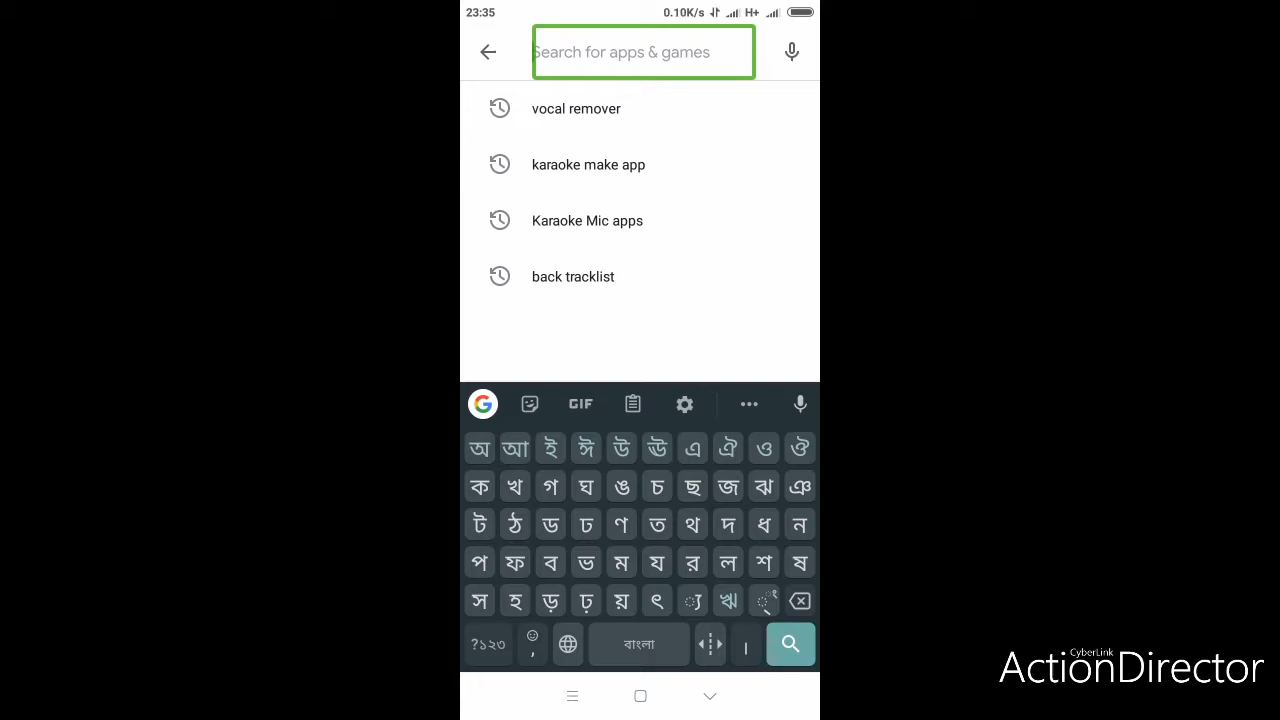 23:35 0.10K/s H+
Search for apps & games
vocal remover
karaoke make app
Karaoke Mic apps
back tracklist
GIF
অ আ ই ঈ উ ঊ এ ঐ ও ঔ
ক খ গ ঘ ঙ চ ছ জ ঝ ঞ
ট ঠ ড ঢ ণ ত থ দ ধ ন
প ফ ব ভ ম য র ল শ ষ
স হ ড় ঢ় য় ৎ ্য ঋ
?১২৩ , বাংলা ।
CyberLink
ActionDirector